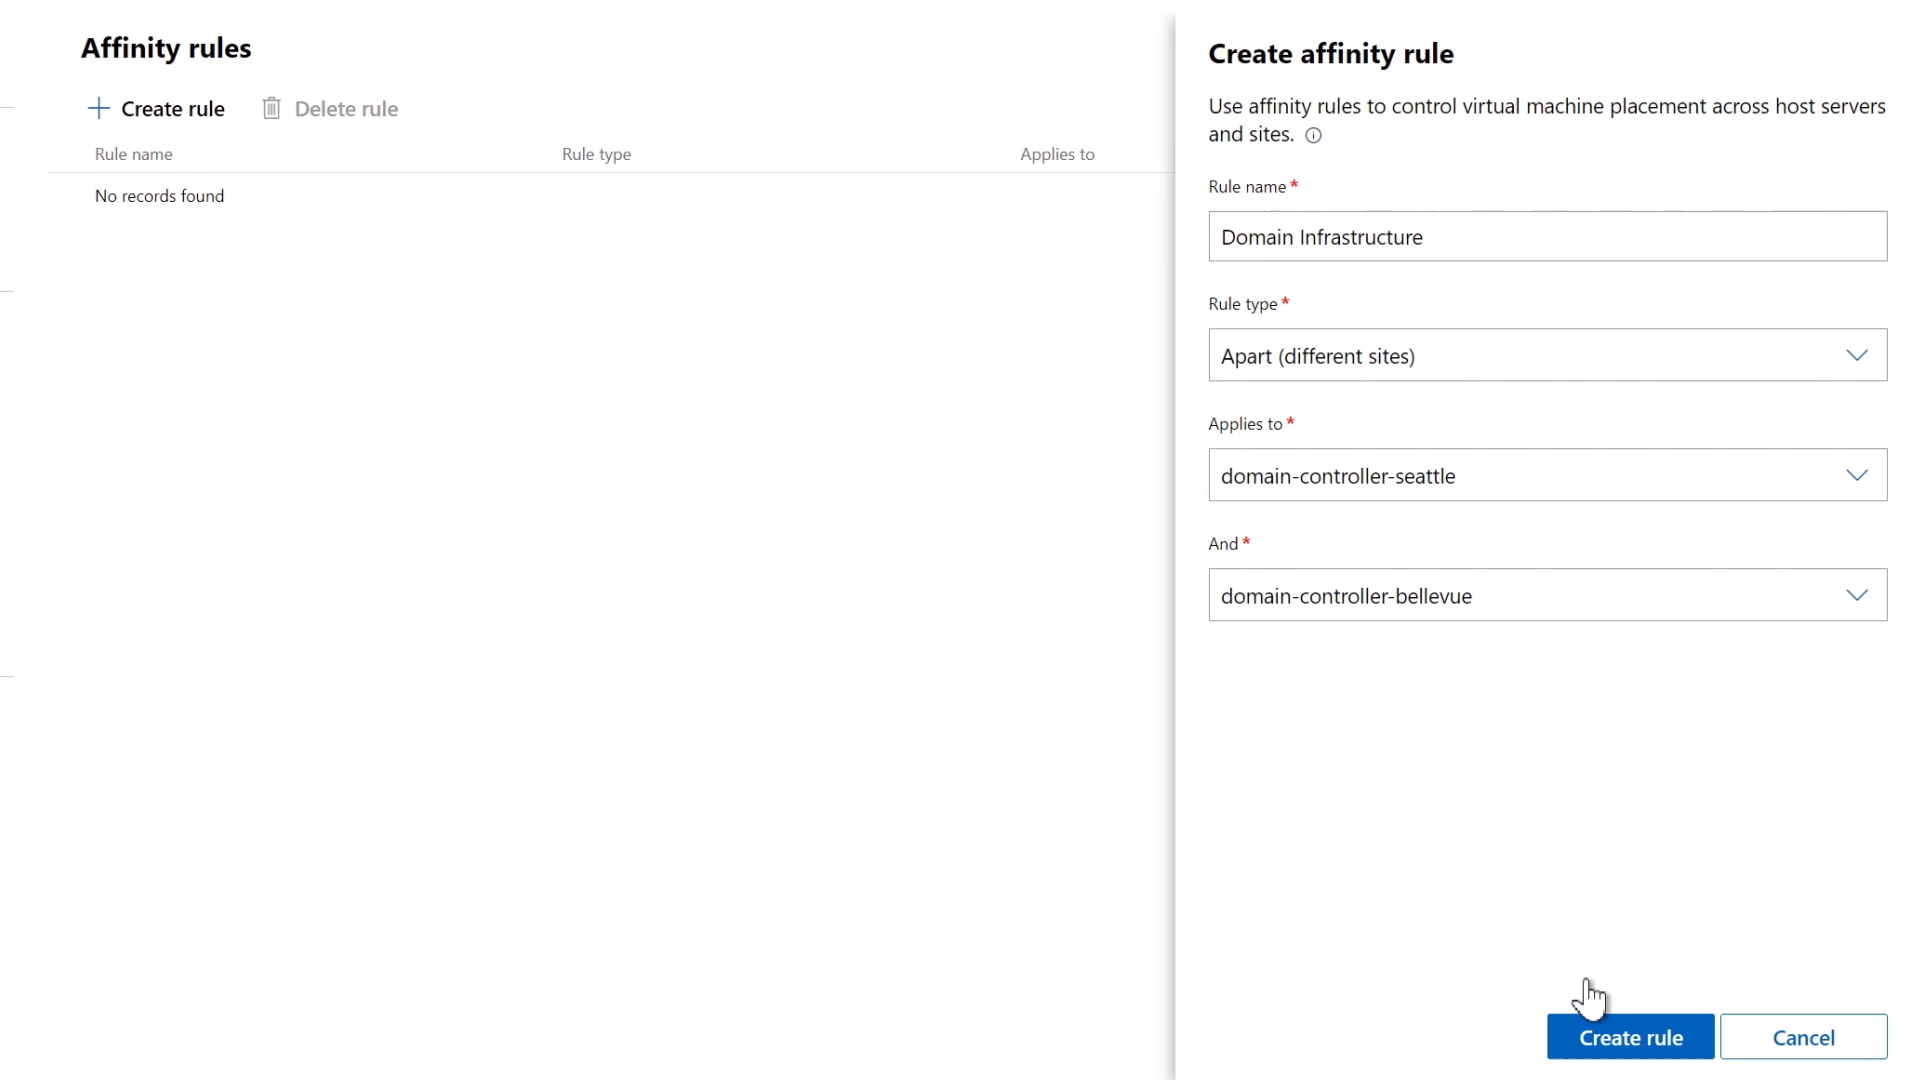 Affinity rules
Create rule
Delete rule
Rule name
Rule type
Applies to
No records found
Create affinity rule
Use affinity rules to control virtual machine placement across host servers
and sites.
Rule name *
Domain Infrastructure
Rule type *
Apart (different sites)
Applies to *
domain-controller-seattle
And *
domain-controller-bellevue
Create rule
Cancel